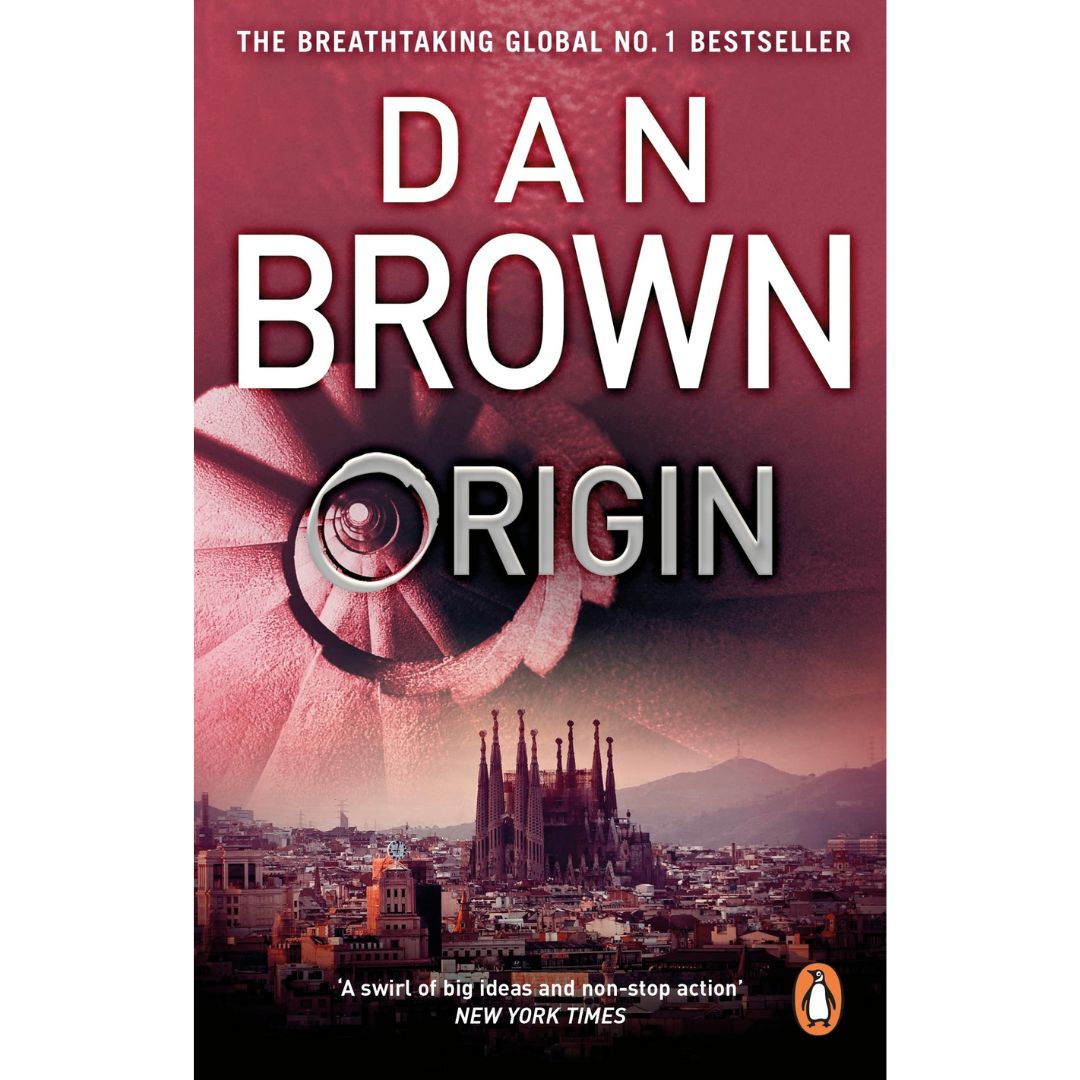 THE BREATHTAKING GLOBAL NO. 1 BESTSELLER
DAN
BROWN
ORIGIN
‘A swirl of big ideas and non-stop action’
NEW YORK TIMES